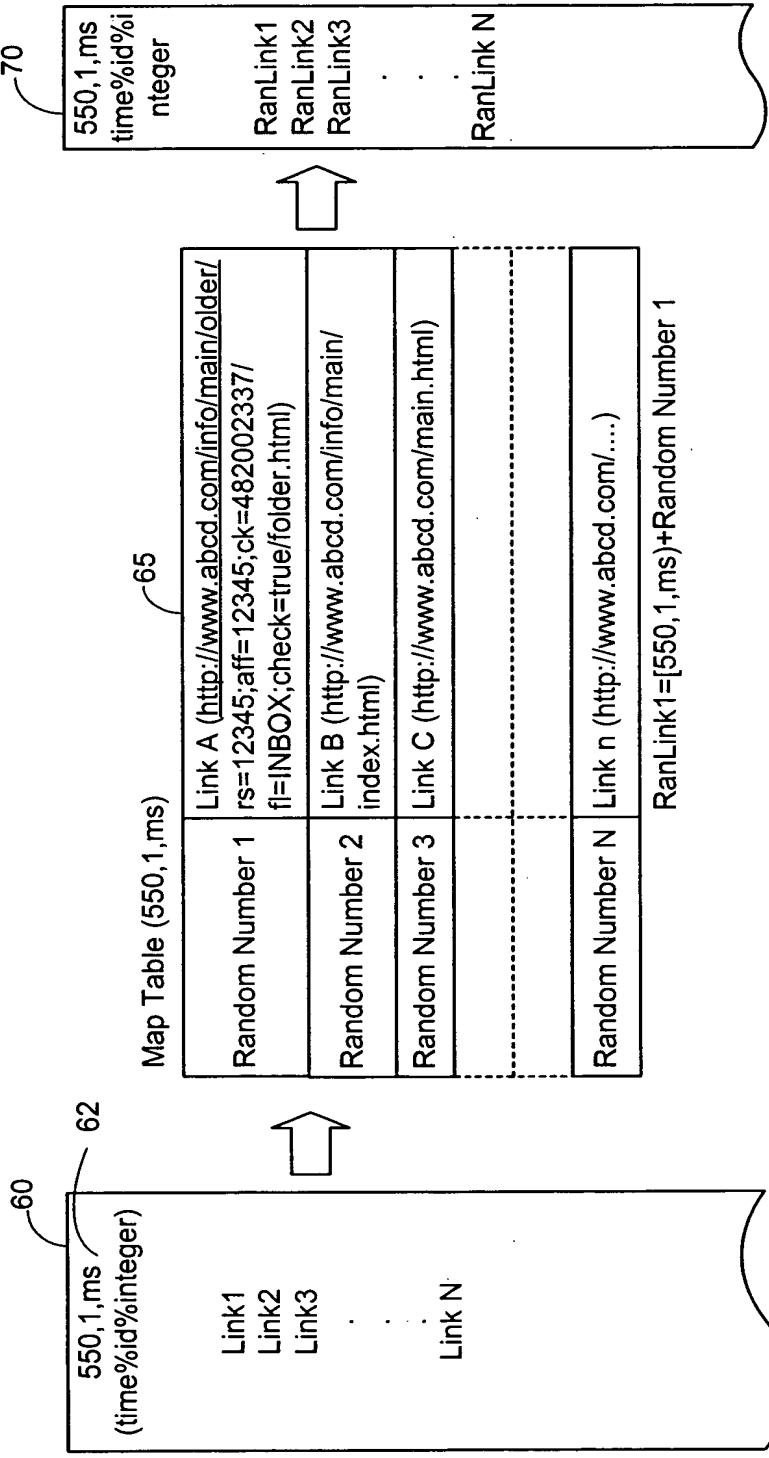 60
62
550,1,ms
(time%id%integer)
Link1
Link2
Link3
. . .
Link N
Map Table (550,1,ms)
65
Random Number 1
Link A (http://www.abcd.com/info/main/older/
rs=12345;aff=12345;ck=482002337/
fl=INBOX;check=true/folder.html)
Random Number 2
Link B (http://www.abcd.com/info/main/
index.html)
Random Number 3
Link C (http://www.abcd.com/main.html)
Random Number N
Link n (http://www.abcd.com/....)
RanLink1=[550,1,ms)+Random Number 1
70
550,1,ms
time%id%i
nteger
RanLink1
RanLink2
RanLink3
. . .
RanLink N